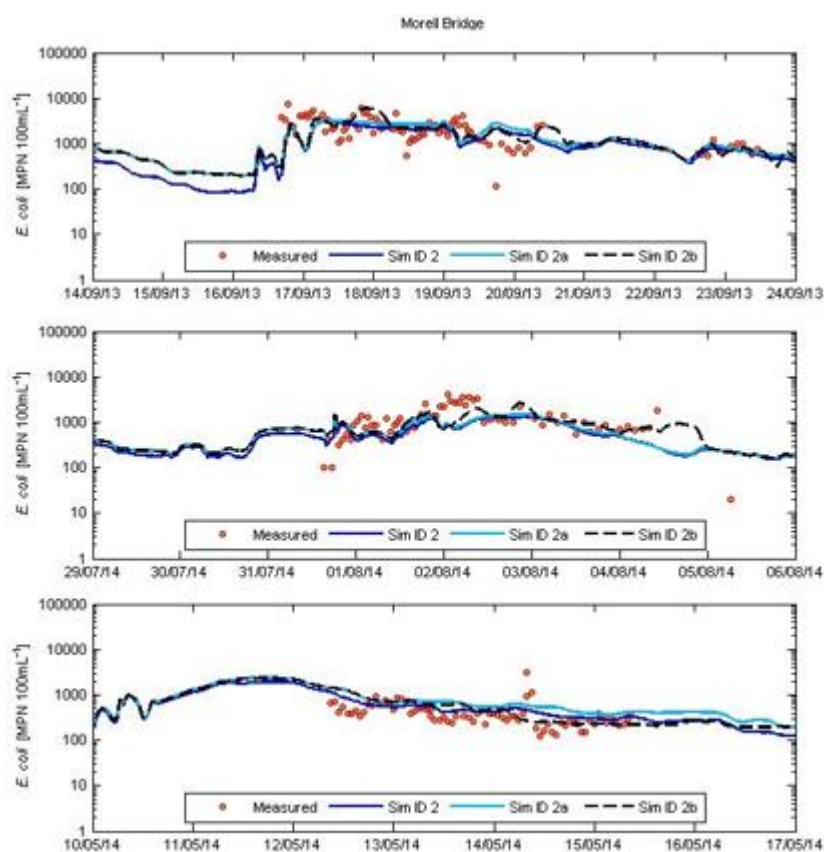 Morell Bridge
100000
10000
1000
100
10
1
E. coli [MPN 100mL⁻¹]
Measured Sim ID 2 Sim ID 2a Sim ID 2b
14/09/13 15/09/13 16/09/13 17/09/13 18/09/13 19/09/13 20/09/13 21/09/13 22/09/13 23/09/13 24/09/13
100000
10000
1000
100
10
1
E. coli [MPN 100mL⁻¹]
Measured Sim ID 2 Sim ID 2a Sim ID 2b
29/07/14 30/07/14 31/07/14 01/08/14 02/08/14 03/08/14 04/08/14 05/08/14 06/08/14
100000
10000
1000
100
10
1
E. coli [MPN 100mL⁻¹]
Measured Sim ID 2 Sim ID 2a Sim ID 2b
10/05/14 11/05/14 12/05/14 13/05/14 14/05/14 15/05/14 16/05/14 17/05/14